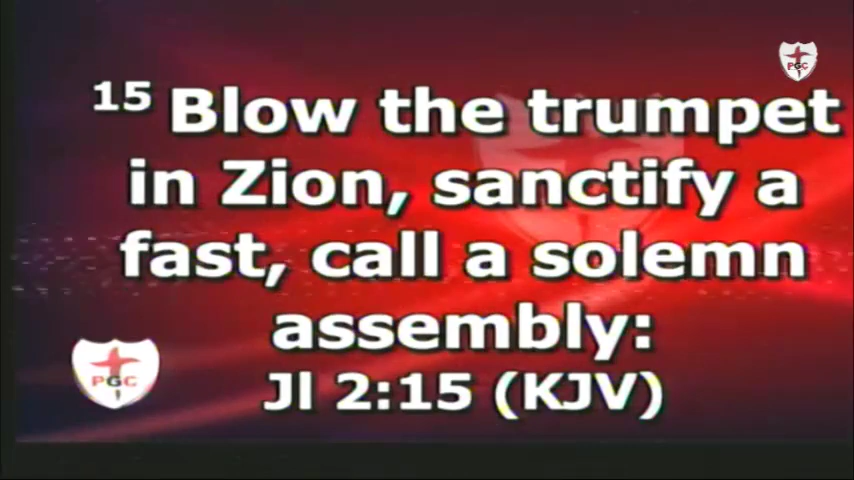 PGC
15 Blow the trumpet
in Zion, sanctify a
fast, call a solemn
assembly:
Jl 2:15 (KJV)
PGC